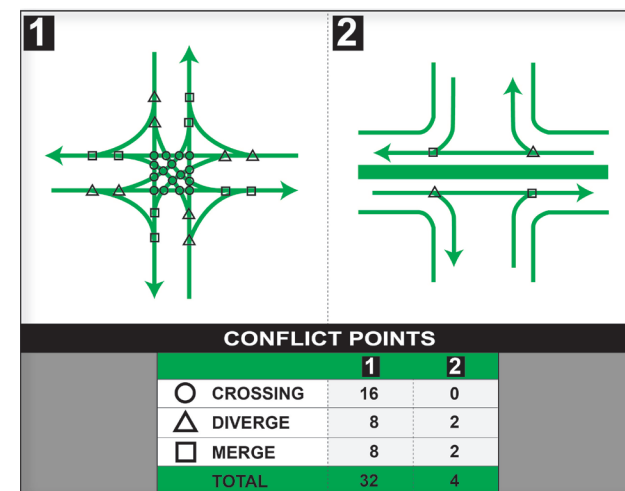 1 2
CONFLICT POINTS
1 2
CROSSING 16 0
DIVERGE 8 2
MERGE 8 2
TOTAL 32 4